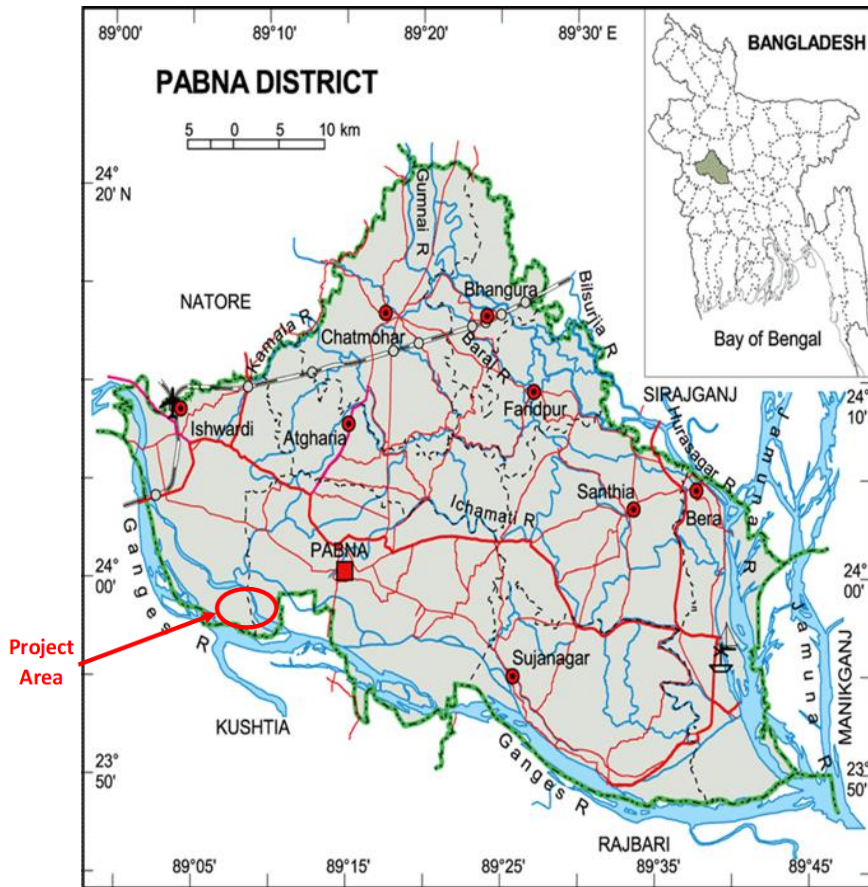 89°00'
89°10'
89°20'
89°30' E
BANGLADESH
PABNA DISTRICT
5 0 5 10 km
24°
20' N
Gumnai R
NATORE
Bhangura
Bilsurjia R
Bay of Bengal
Kamala R
Chatmohar
Baral R
SIRAJGANJ
Faridpur
24°
10'
Ishwardi
Atgharia
Hurasagar R
Jamuna R
Santhia
Bera
Ichamati R
Ganges R
PABNA
24°
00'
24°
00'
Jamuna R
Project
Area
Sujanagar
MANIKGANJ
KUSHTIA
23°
50'
Ganges R
23°
50'
RAJBARI
89°05'
89°15'
89°25'
89°35'
89°45'